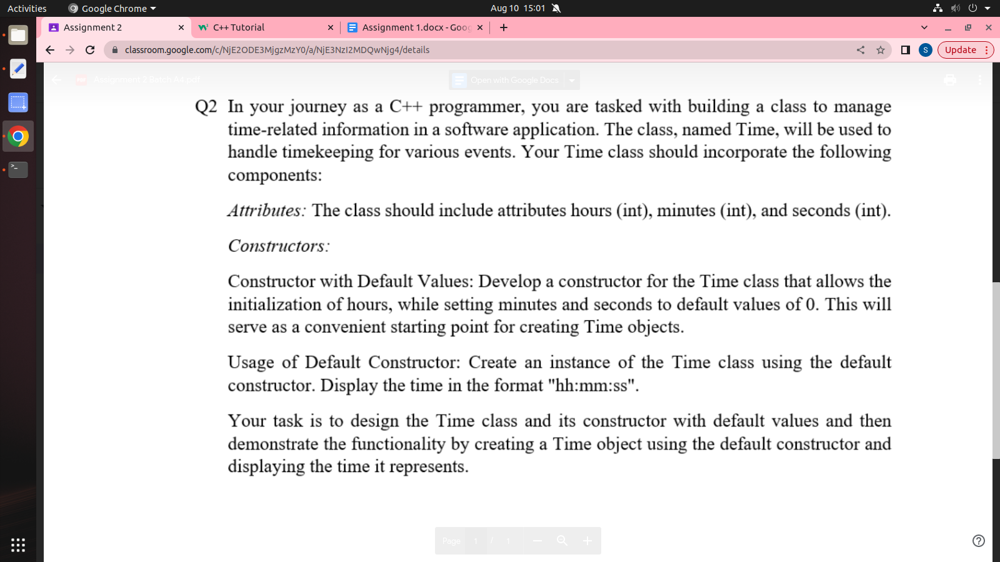 Activities
Google Chrome
Aug 10 15:01
Assignment 2
C++ Tutorial
Assignment 1.docx - Goog
classroom.google.com/c/NjE2ODE3MjgzMzY0/a/NjE3NzI2MDQwNjg4/details
S
Update
Assignment 2 Batch A4.pdf
Open with Google Docs
Q2 In your journey as a C++ programmer, you are tasked with building a class to manage
time-related information in a software application. The class, named Time, will be used to
handle timekeeping for various events. Your Time class should incorporate the following
components:
Attributes: The class should include attributes hours (int), minutes (int), and seconds (int).
Constructors:
Constructor with Default Values: Develop a constructor for the Time class that allows the
initialization of hours, while setting minutes and seconds to default values of 0. This will
serve as a convenient starting point for creating Time objects.
Usage of Default Constructor: Create an instance of the Time class using the default
constructor. Display the time in the format "hh:mm:ss".
Your task is to design the Time class and its constructor with default values and then
demonstrate the functionality by creating a Time object using the default constructor and
displaying the time it represents.
Page 1 / 1